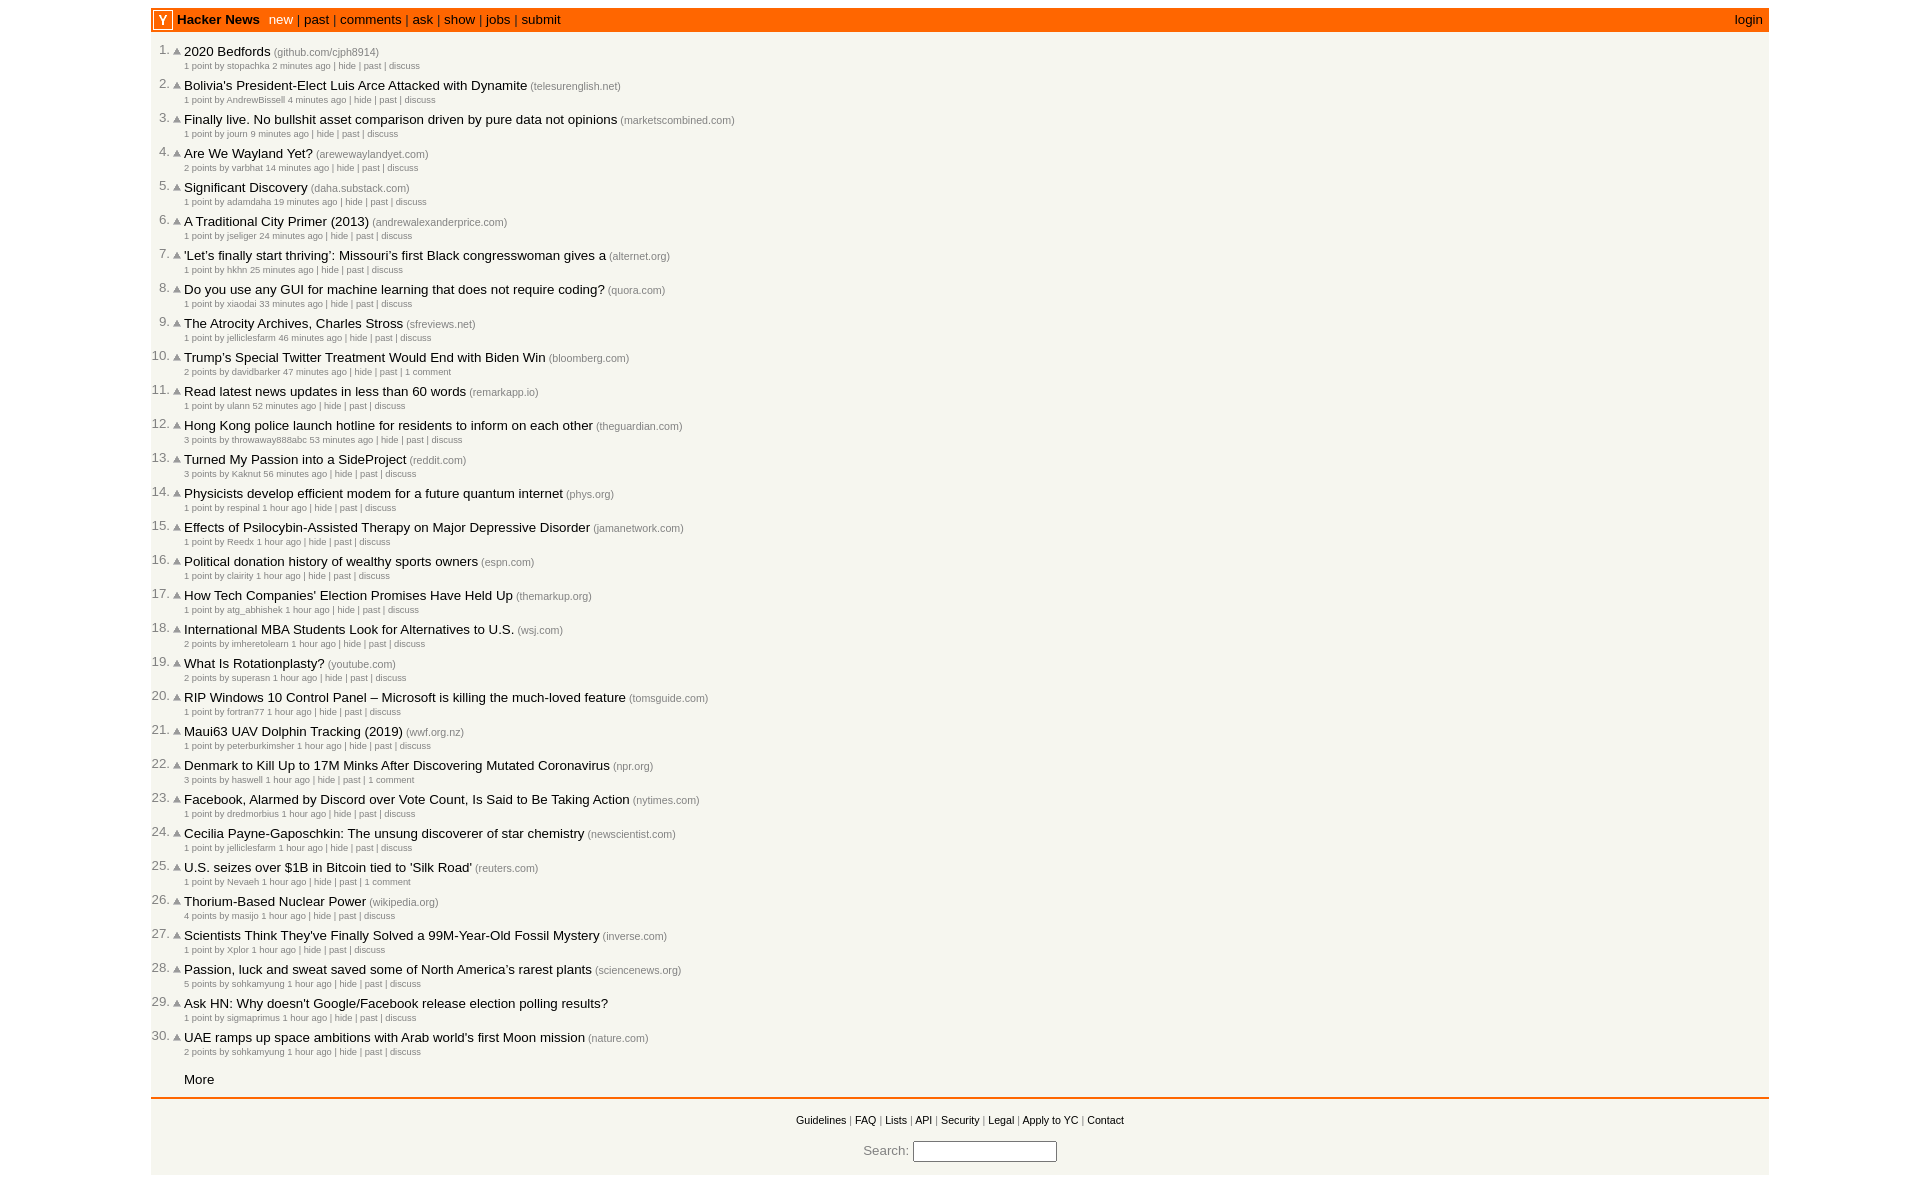 Y Hacker News new | past | comments | ask | show | jobs | submit login
1. 2020 Bedfords (github.com/cjph8914)
1 point by stopachka 2 minutes ago | hide | past | discuss
2. Bolivia's President-Elect Luis Arce Attacked with Dynamite (telesurenglish.net)
1 point by AndrewBissell 4 minutes ago | hide | past | discuss
3. Finally live. No bullshit asset comparison driven by pure data not opinions (marketscombined.com)
1 point by journ 9 minutes ago | hide | past | discuss
4. Are We Wayland Yet? (arewewaylandyet.com)
2 points by varbhat 14 minutes ago | hide | past | discuss
5. Significant Discovery (daha.substack.com)
1 point by adamdaha 19 minutes ago | hide | past | discuss
6. A Traditional City Primer (2013) (andrewalexanderprice.com)
1 point by jseliger 24 minutes ago | hide | past | discuss
7. 'Let’s finally start thriving’: Missouri’s first Black congresswoman gives a (alternet.org)
1 point by hkhn 25 minutes ago | hide | past | discuss
8. Do you use any GUI for machine learning that does not require coding? (quora.com)
1 point by xiaodai 33 minutes ago | hide | past | discuss
9. The Atrocity Archives, Charles Stross (sfreviews.net)
1 point by jelliclesfarm 46 minutes ago | hide | past | discuss
10. Trump’s Special Twitter Treatment Would End with Biden Win (bloomberg.com)
2 points by davidbarker 47 minutes ago | hide | past | 1 comment
11. Read latest news updates in less than 60 words (remarkapp.io)
1 point by ulann 52 minutes ago | hide | past | discuss
12. Hong Kong police launch hotline for residents to inform on each other (theguardian.com)
3 points by throwaway888abc 53 minutes ago | hide | past | discuss
13. Turned My Passion into a SideProject (reddit.com)
3 points by Kaknut 56 minutes ago | hide | past | discuss
14. Physicists develop efficient modem for a future quantum internet (phys.org)
1 point by respinal 1 hour ago | hide | past | discuss
15. Effects of Psilocybin-Assisted Therapy on Major Depressive Disorder (jamanetwork.com)
1 point by Reedx 1 hour ago | hide | past | discuss
16. Political donation history of wealthy sports owners (espn.com)
1 point by clairity 1 hour ago | hide | past | discuss
17. How Tech Companies' Election Promises Have Held Up (themarkup.org)
1 point by atg_abhishek 1 hour ago | hide | past | discuss
18. International MBA Students Look for Alternatives to U.S. (wsj.com)
2 points by imheretolearn 1 hour ago | hide | past | discuss
19. What Is Rotationplasty? (youtube.com)
2 points by superasn 1 hour ago | hide | past | discuss
20. RIP Windows 10 Control Panel – Microsoft is killing the much-loved feature (tomsguide.com)
1 point by fortran77 1 hour ago | hide | past | discuss
21. Maui63 UAV Dolphin Tracking (2019) (wwf.org.nz)
1 point by peterburkimsher 1 hour ago | hide | past | discuss
22. Denmark to Kill Up to 17M Minks After Discovering Mutated Coronavirus (npr.org)
3 points by haswell 1 hour ago | hide | past | 1 comment
23. Facebook, Alarmed by Discord over Vote Count, Is Said to Be Taking Action (nytimes.com)
1 point by dredmorbius 1 hour ago | hide | past | discuss
24. Cecilia Payne-Gaposchkin: The unsung discoverer of star chemistry (newscientist.com)
1 point by jelliclesfarm 1 hour ago | hide | past | discuss
25. U.S. seizes over $1B in Bitcoin tied to 'Silk Road' (reuters.com)
1 point by Nevaeh 1 hour ago | hide | past | 1 comment
26. Thorium-Based Nuclear Power (wikipedia.org)
4 points by masijo 1 hour ago | hide | past | discuss
27. Scientists Think They've Finally Solved a 99M-Year-Old Fossil Mystery (inverse.com)
1 point by Xplor 1 hour ago | hide | past | discuss
28. Passion, luck and sweat saved some of North America’s rarest plants (sciencenews.org)
5 points by sohkamyung 1 hour ago | hide | past | discuss
29. Ask HN: Why doesn't Google/Facebook release election polling results?
1 point by sigmaprimus 1 hour ago | hide | past | discuss
30. UAE ramps up space ambitions with Arab world's first Moon mission (nature.com)
2 points by sohkamyung 1 hour ago | hide | past | discuss
More
Guidelines | FAQ | Lists | API | Security | Legal | Apply to YC | Contact
Search: